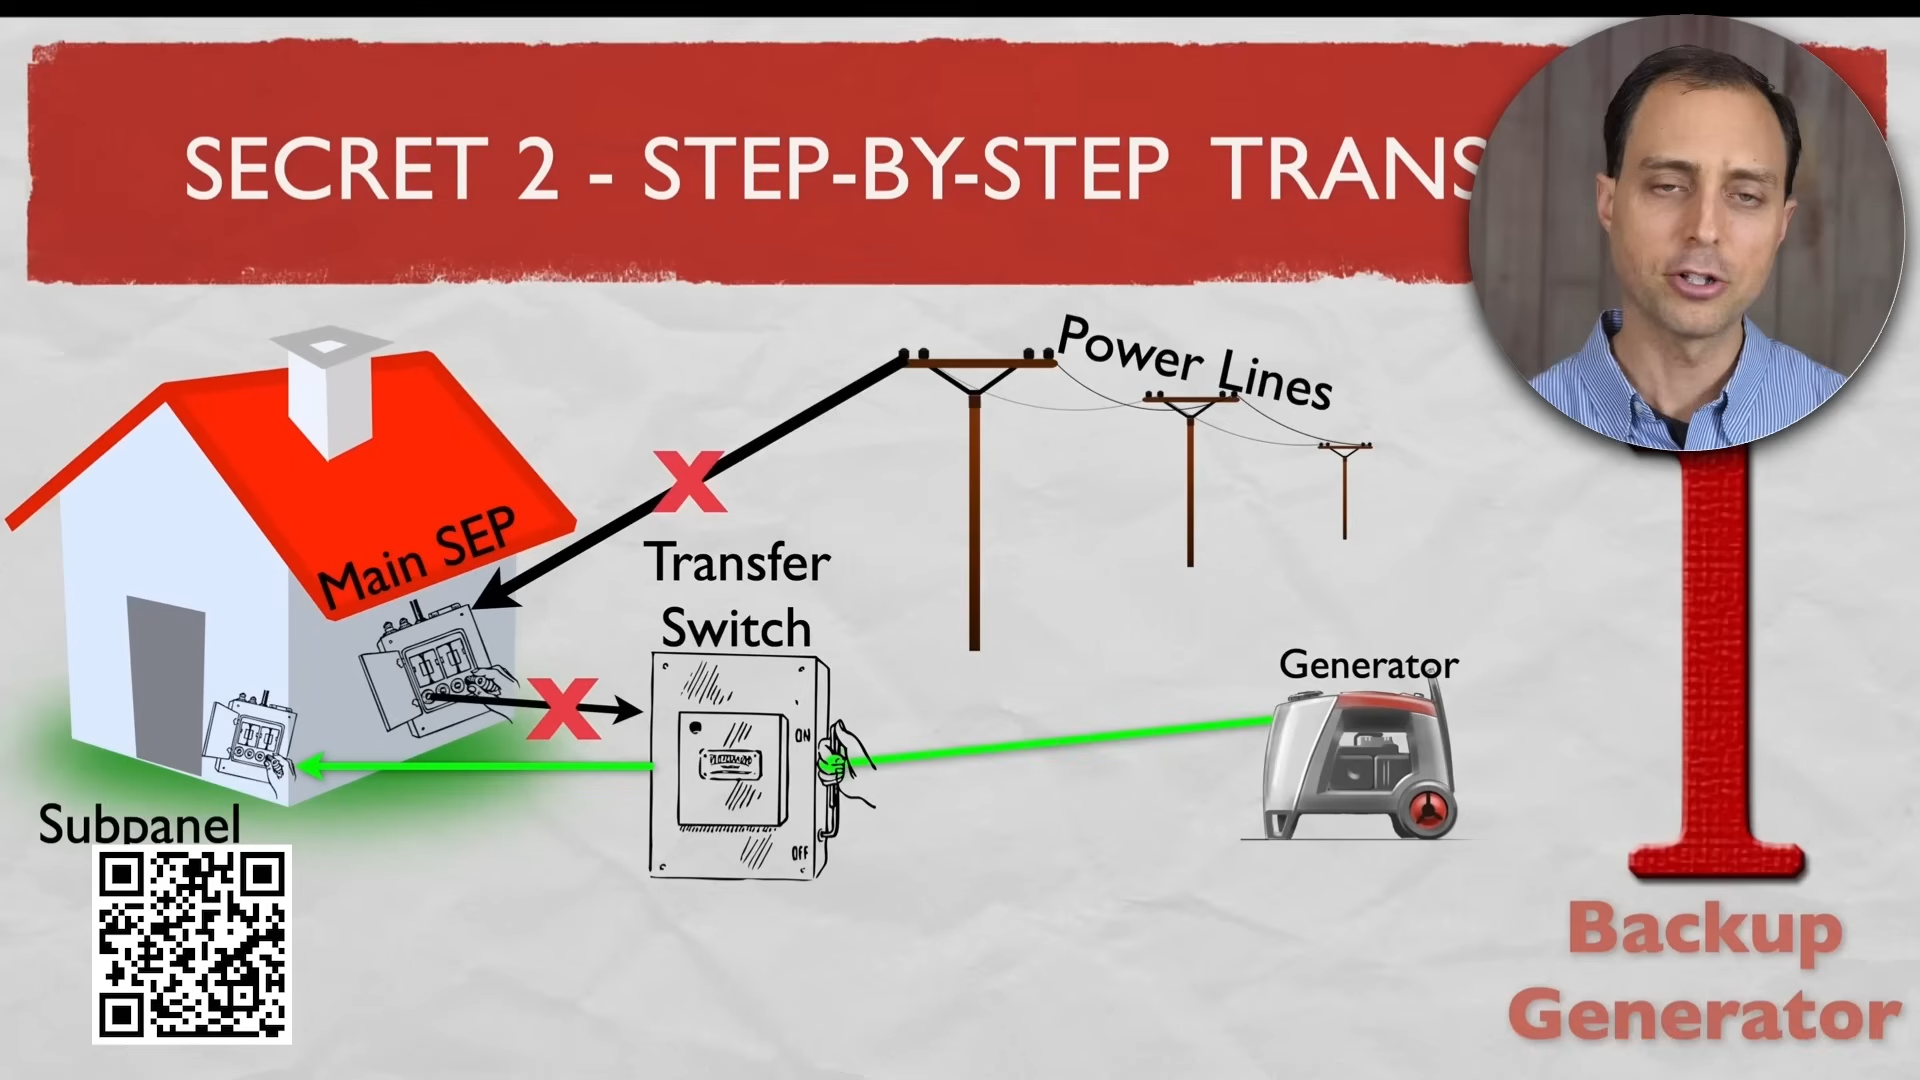 SECRET 2 - STEP-BY-STEP TRANS
Power Lines
Main SEP
Transfer
Switch
Generator
ON
OFF
Subpanel
I
Backup
Generator